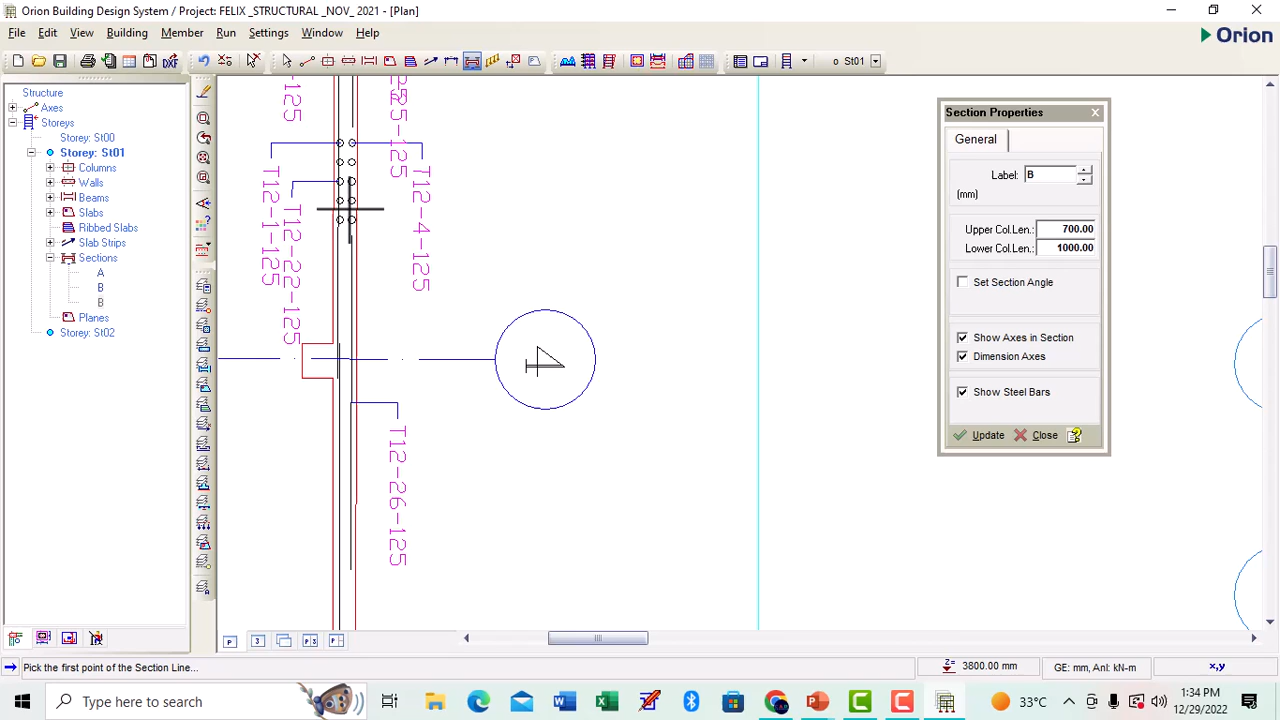 Orion Building Design System / Project: FELIX _STRUCTURAL _NOV_ 2021 - [Plan]
File Edit View Building Member Run Settings Window Help
Orion
St01
Structure
Axes
Storeys
Storey: St00
Storey: St01
Columns
Walls
Beams
Slabs
Ribbed Slabs
Slab Strips
Sections
A
B
B
Planes
Storey: St02
T12-1-125
T12-22-125
T12-4-125
T12-26-125
4
Section Properties
General
Label: B
(mm)
Upper Col.Len.: 700.00
Lower Col.Len.: 1000.00
Set Section Angle
Show Axes in Section
Dimension Axes
Show Steel Bars
Update Close
Pick the first point of the Section Line...
Z= 3800.00 mm
GE: mm, Anl: kN-m
x,y
Type here to search
33°C
1:34 PM
12/29/2022